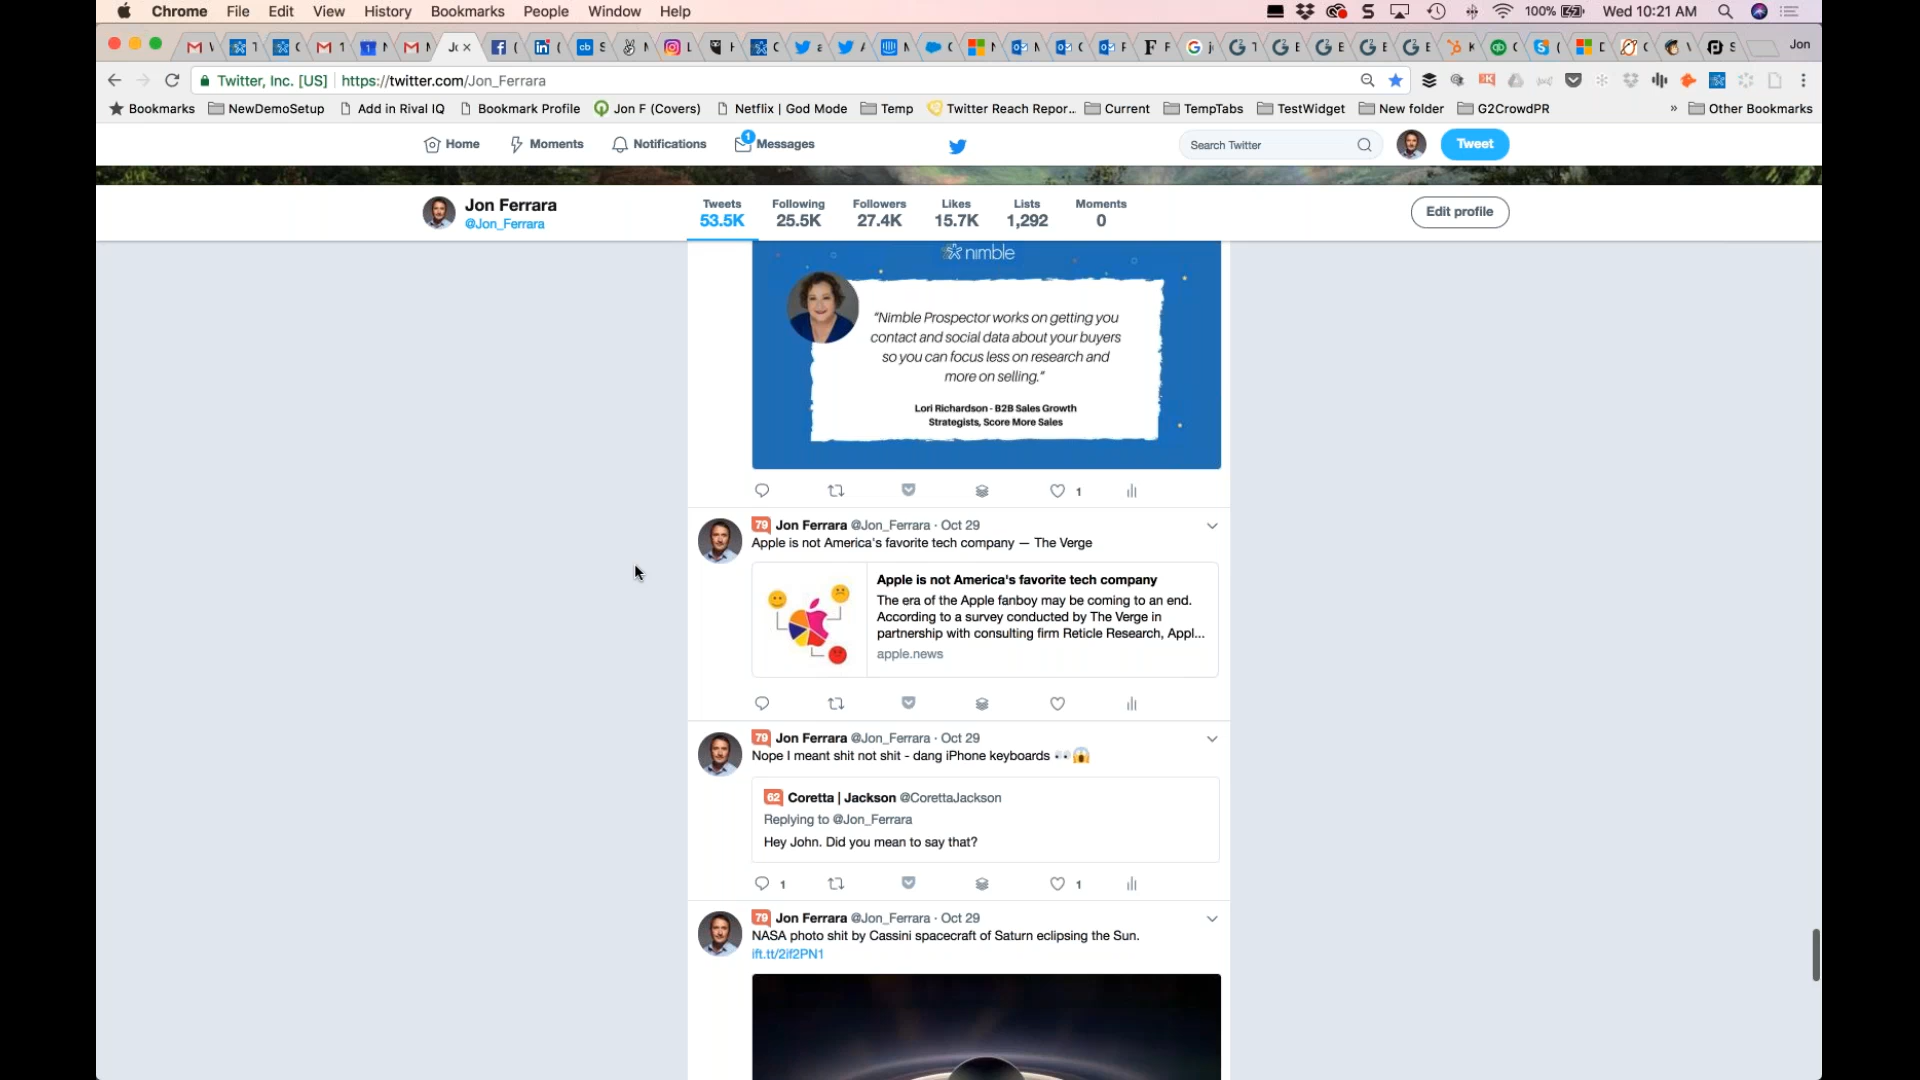 Chrome File Edit View History Bookmarks People Window Help 100% Wed 10:21 AM
Jon
Twitter, Inc. [US] https://twitter.com/Jon_Ferrara
Bookmarks NewDemoSetup Add in Rival IQ Bookmark Profile Jon F (Covers) Netflix | God Mode Temp Twitter Reach Repor... Current TempTabs TestWidget New folder G2CrowdPR » Other Bookmarks
Home Moments Notifications 1 Messages Search Twitter Tweet
Jon Ferrara
@Jon_Ferrara
Tweets Following Followers Likes Lists Moments
53.5K 25.5K 27.4K 15.7K 1,292 0
Edit profile
nimble
"Nimble Prospector works on getting you
contact and social data about your buyers
so you can focus less on research and
more on selling."
Lori Richardson - B2B Sales Growth
Strategists, Score More Sales
1
79 Jon Ferrara @Jon_Ferrara · Oct 29
Apple is not America's favorite tech company — The Verge
Apple is not America's favorite tech company
The era of the Apple fanboy may be coming to an end.
According to a survey conducted by The Verge in
partnership with consulting firm Reticle Research, Appl...
apple.news
79 Jon Ferrara @Jon_Ferrara · Oct 29
Nope I meant shit not shit - dang iPhone keyboards 👀😱
62 Coretta | Jackson @CorettaJackson
Replying to @Jon_Ferrara
Hey John. Did you mean to say that?
1 1
79 Jon Ferrara @Jon_Ferrara · Oct 29
NASA photo shit by Cassini spacecraft of Saturn eclipsing the Sun.
ift.tt/2if2PN1